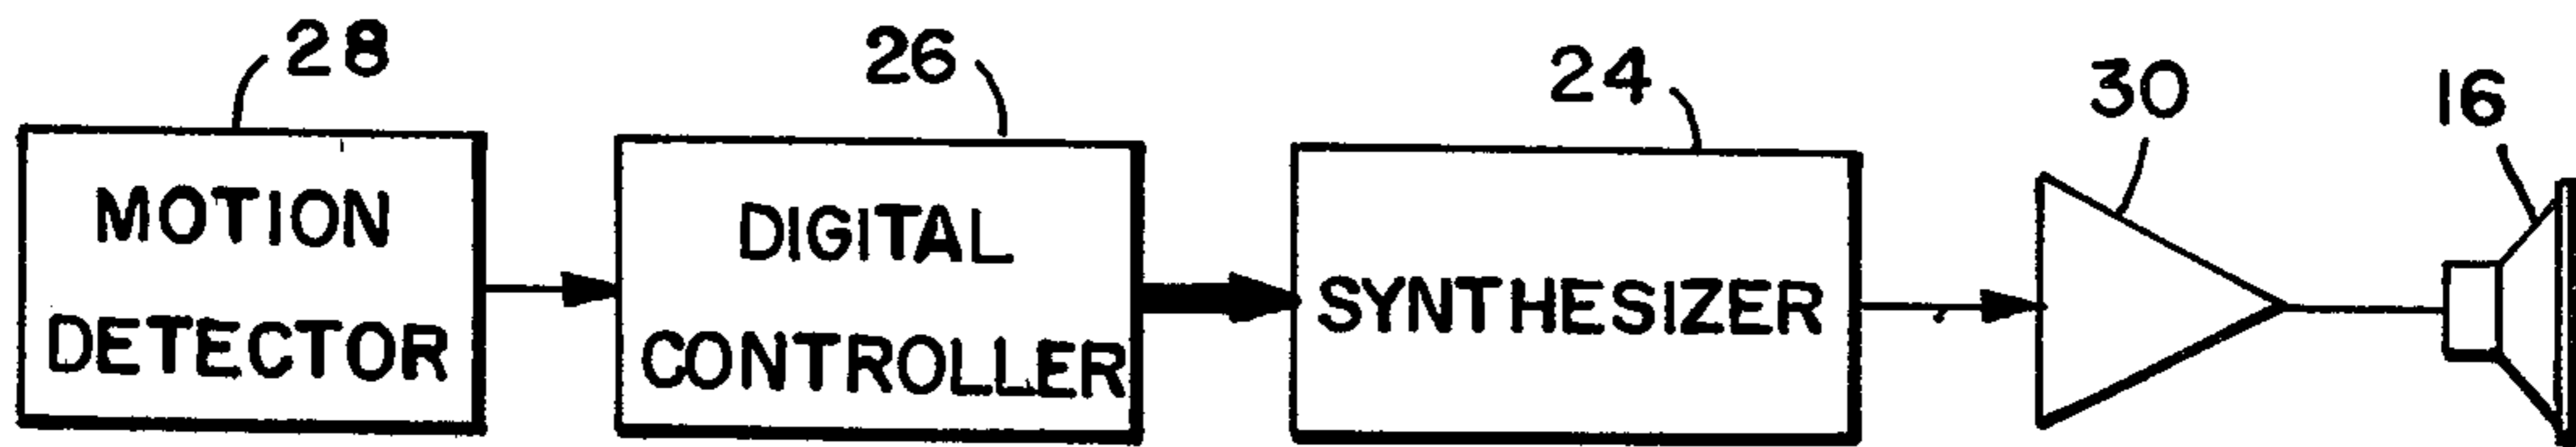 28
26
24
30
16
MOTION
DETECTOR
DIGITAL
CONTROLLER
SYNTHESIZER